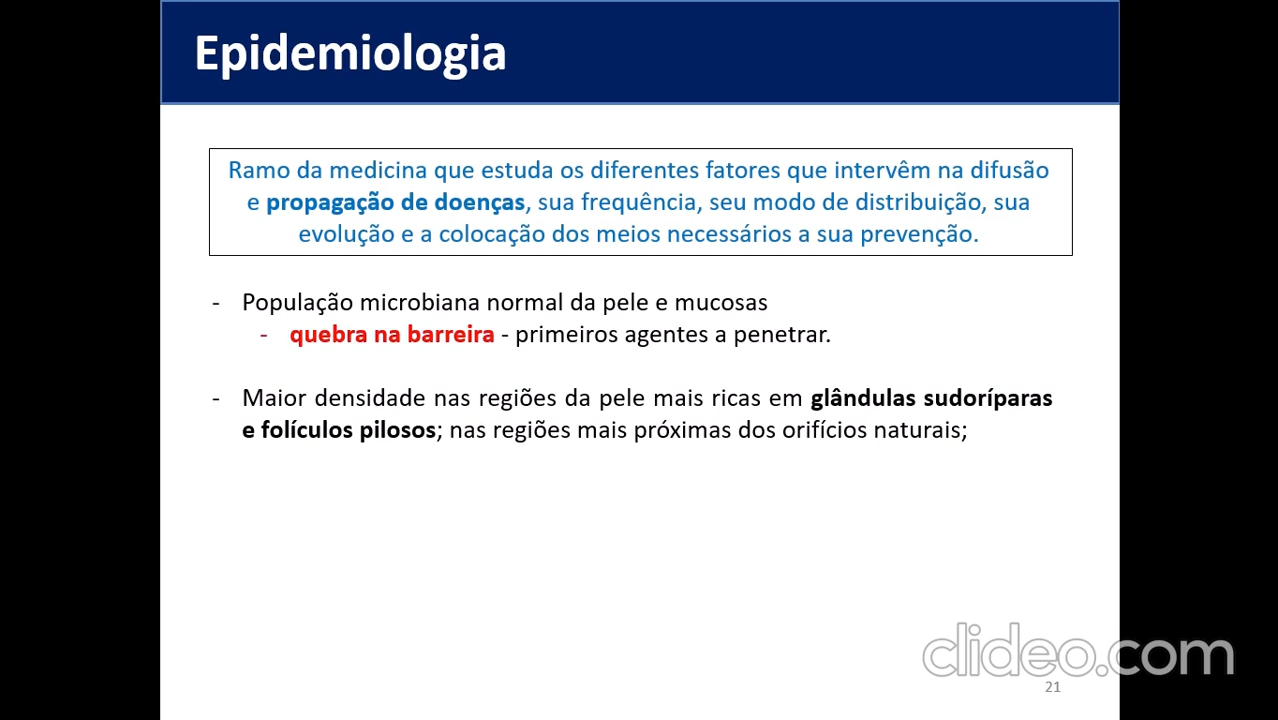 Epidemiologia
Ramo da medicina que estuda os diferentes fatores que intervêm na difusão
e propagação de doenças, sua frequência, seu modo de distribuição, sua
evolução e a colocação dos meios necessários a sua prevenção.
- População microbiana normal da pele e mucosas
- quebra na barreira - primeiros agentes a penetrar.
- Maior densidade nas regiões da pele mais ricas em glândulas sudoríparas
e folículos pilosos; nas regiões mais próximas dos orifícios naturais;
clideo.com
21